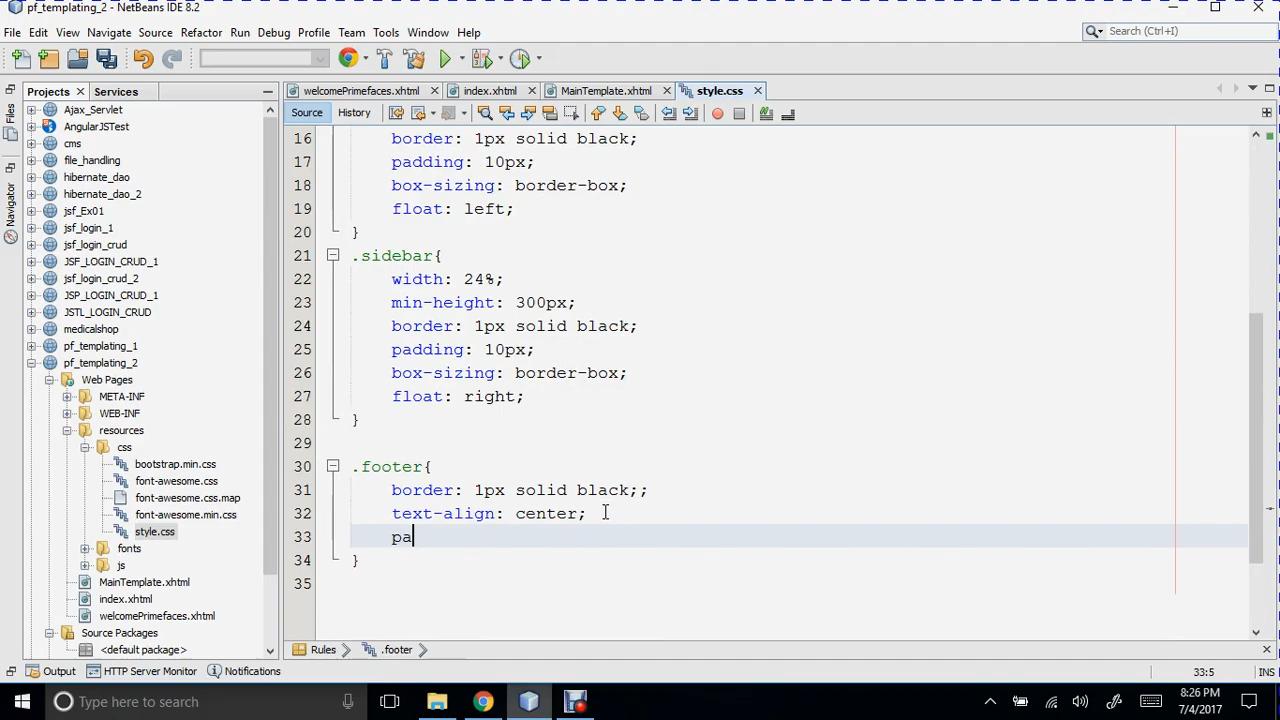 pf_templating_2 - NetBeans IDE 8.2
File Edit View Navigate Source Refactor Run Debug Profile Team Tools Window Help
Search (Ctrl+I)
Projects Services
welcomePrimefaces.xhtml index.xhtml MainTemplate.xhtml style.css
Source History
Files
Navigator
Ajax_Servlet
AngularJSTest
cms
file_handling
hibernate_dao
hibernate_dao_2
jsf_Ex01
jsf_login_1
jsf_login_crud
JSF_LOGIN_CRUD_1
jsf_login_crud_2
JSP_LOGIN_CRUD_1
JSTL_LOGIN_CRUD
medicalshop
pf_templating_1
pf_templating_2
Web Pages
META-INF
WEB-INF
resources
css
bootstrap.min.css
font-awesome.css
font-awesome.css.map
font-awesome.min.css
style.css
fonts
js
MainTemplate.xhtml
index.xhtml
welcomePrimefaces.xhtml
Source Packages
<default package>
16 border: 1px solid black;
17 padding: 10px;
18 box-sizing: border-box;
19 float: left;
20 }
21 .sidebar{
22 width: 24%;
23 min-height: 300px;
24 border: 1px solid black;
25 padding: 10px;
26 box-sizing: border-box;
27 float: right;
28 }
29
30 .footer{
31 border: 1px solid black;;
32 text-align: center;
33 pa
34 }
35
Rules .footer
Output HTTP Server Monitor Notifications
33:5 INS
Type here to search
8:26 PM
7/4/2017